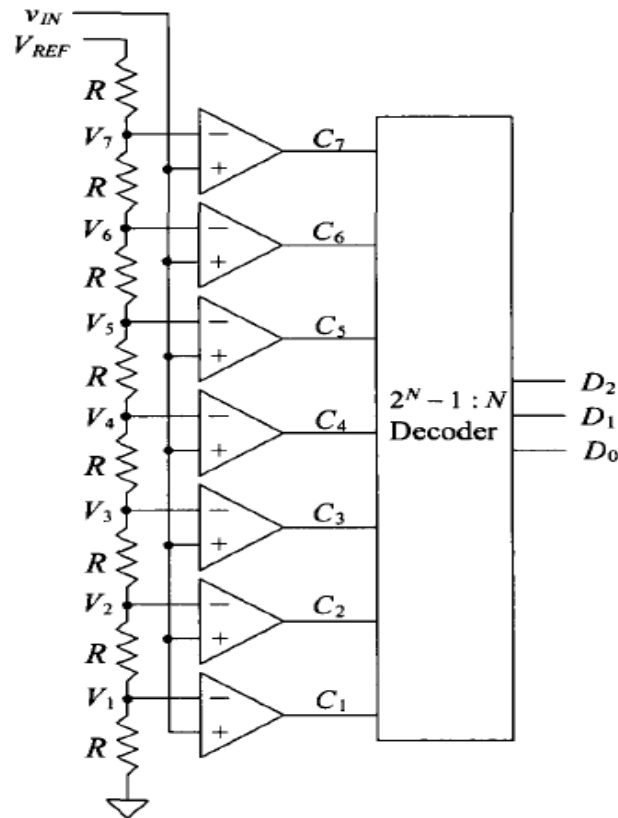 v_IN
V_REF
R
V_7 − + C_7
R
V_6 − + C_6
R
V_5 − + C_5
R
V_4 − + C_4
R
V_3 − + C_3
R
V_2 − + C_2
R
V_1 − + C_1
R
2^N − 1 : N
Decoder
D_2
D_1
D_0